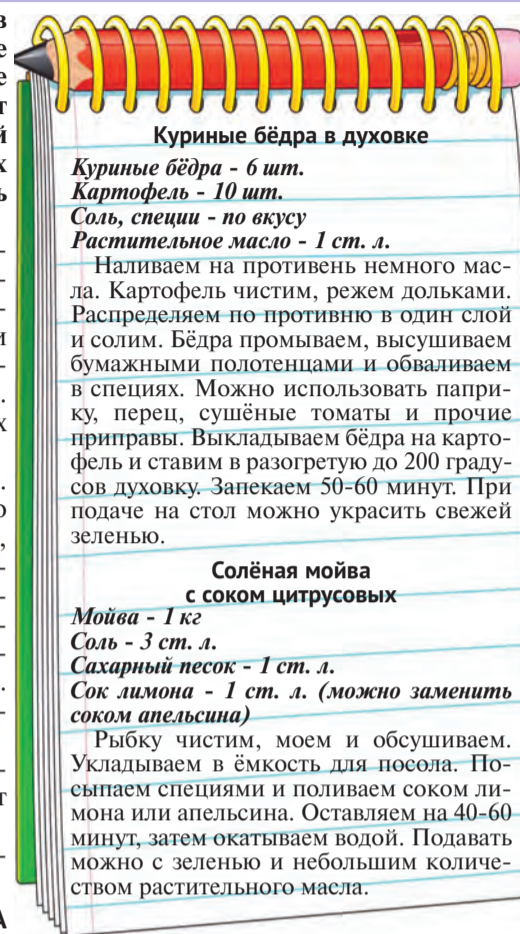 в
е
е
т
й
х
ь
и
.
х
.
о
,
.
т
А
Куриные бёдра в духовке
Куриные бёдра - 6 шт.
Картофель - 10 шт.
Соль, специи - по вкусу
Растительное масло - 1 ст. л.
Наливаем на противень немного мас-
ла. Картофель чистим, режем дольками.
Распределяем по противню в один слой
и солим. Бёдра промываем, высушиваем
бумажными полотенцами и обваливаем
в специях. Можно использовать папри-
ку, перец, сушёные томаты и прочие
приправы. Выкладываем бёдра на карто-
фель и ставим в разогретую до 200 граду-
сов духовку. Запекаем 50-60 минут. При
подаче на стол можно украсить свежей
зеленью.
Солёная мойва
с соком цитрусовых
Мойва - 1 кг
Соль - 3 ст. л.
Сахарный песок - 1 ст. л.
Сок лимона - 1 ст. л. (можно заменить
соком апельсина)
Рыбку чистим, моем и обсушиваем.
Укладываем в ёмкость для посола. По-
сыпаем специями и поливаем соком ли-
мона или апельсина. Оставляем на 40-60
минут, затем окатываем водой. Подавать
можно с зеленью и небольшим количе-
ством растительного масла.